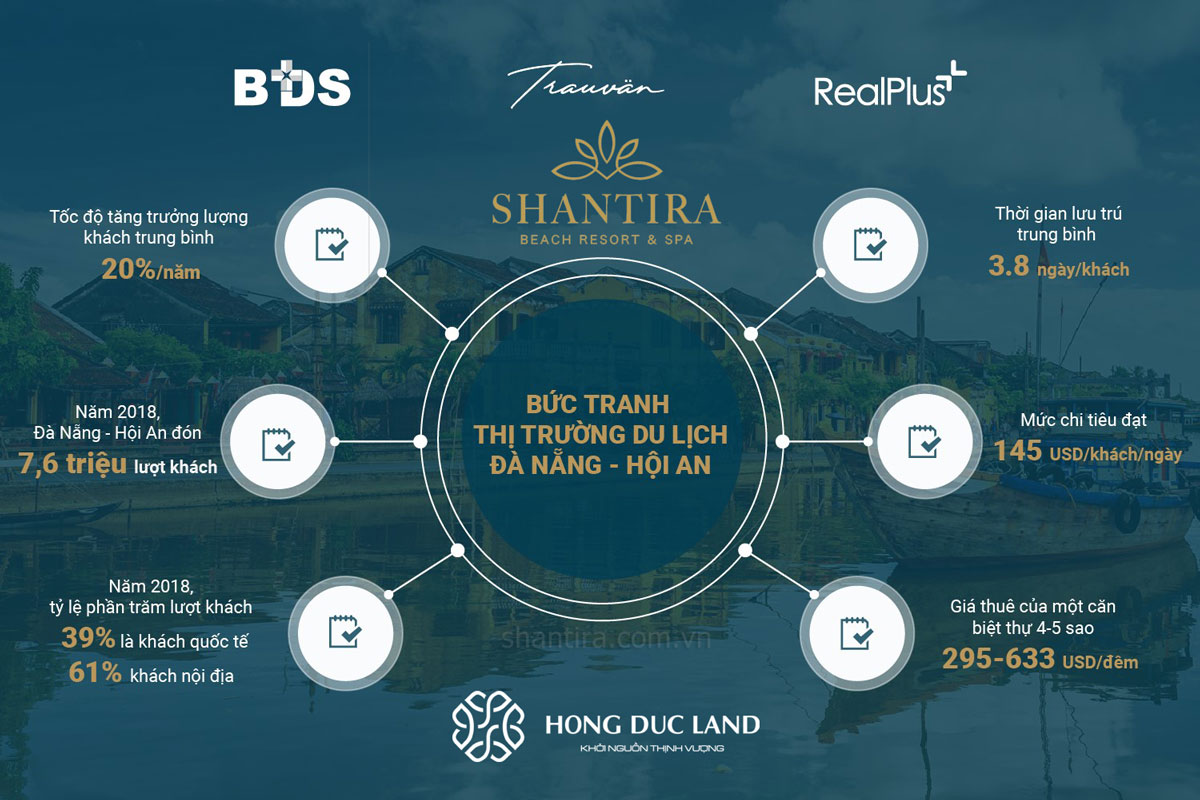 BDS
Trauvän
RealPlus
SHANTIRA
BEACH RESORT & SPA
Tốc độ tăng trưởng lượng
khách trung bình
20%/năm
Năm 2018,
Đà Nẵng - Hội An đón
7,6 triệu lượt khách
Năm 2018,
tỷ lệ phần trăm lượt khách
39% là khách quốc tế
61% khách nội địa
BỨC TRANH
THỊ TRƯỜNG DU LỊCH
ĐÀ NẴNG - HỘI AN
Thời gian lưu trú
trung bình
3.8 ngày/khách
Mức chi tiêu đạt
145 USD/khách/ngày
Giá thuê của một căn
biệt thự 4-5 sao
295-633 USD/đêm
shantira.com.vn
HONG DUC LAND
KHỞI NGUỒN THỊNH VƯỢNG